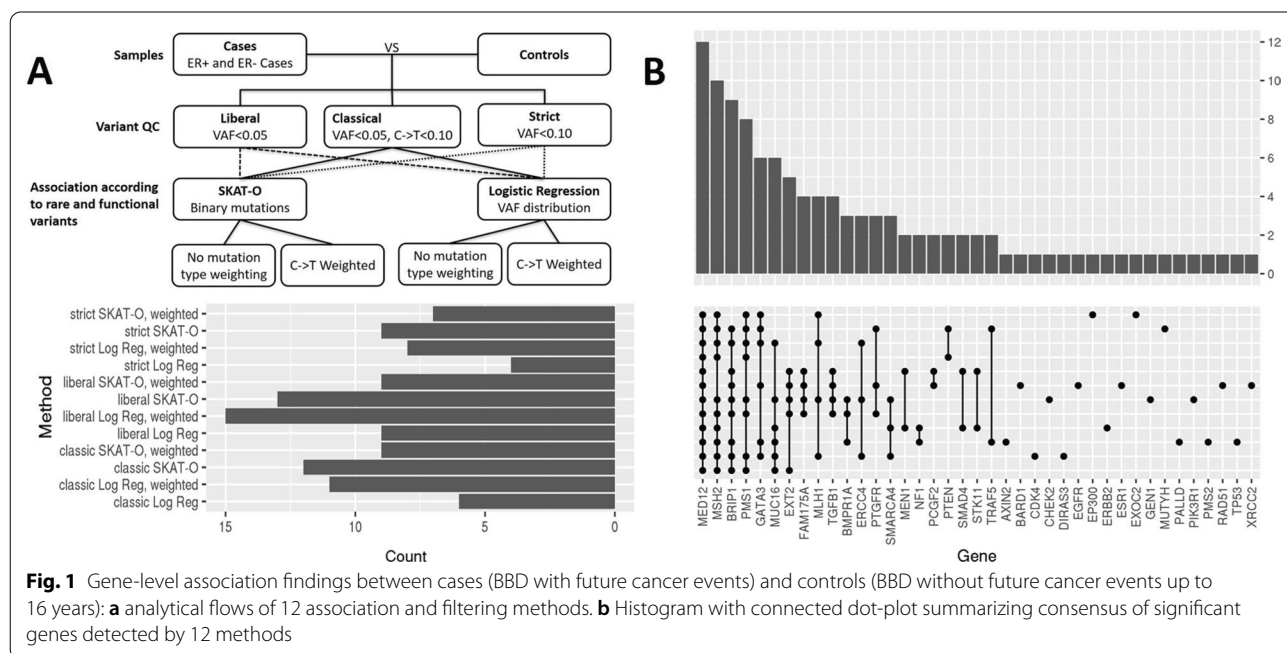 A
Samples
Cases
ER+ and ER- Cases
VS
Controls
Variant QC
Liberal
VAF<0.05
Classical
VAF<0.05, C->T<0.10
Strict
VAF<0.10
Association according
to rare and functional
variants
SKAT-O
Binary mutations
Logistic Regression
VAF distribution
No mutation
type weighting
C->T Weighted
No mutation
type weighting
C->T Weighted
Method
strict SKAT-O, weighted
strict SKAT-O
strict Log Reg, weighted
strict Log Reg
liberal SKAT-O, weighted
liberal SKAT-O
liberal Log Reg, weighted
liberal Log Reg
classic SKAT-O, weighted
classic SKAT-O
classic Log Reg, weighted
classic Log Reg
15 10 5 0
Count
B
12
10
8
6
4
2
0
MED12
MSH2
BRIP1
PMS1
GATA3
MUC16
EXT2
FAM175A
MLH1
TGFB1
BMPR1A
ERCC4
PTGFR
SMARCA4
MEN1
NF1
PCGF2
PTEN
SMAD4
STK11
TRAF5
AXIN2
BARD1
CDK4
CHEK2
DIRAS3
EGFR
EP300
ERBB2
ESR1
EXOC2
GEN1
MUTYH
PALLD
PIK3R1
PMS2
RAD51
TP53
XRCC2
Gene
Fig. 1 Gene-level association findings between cases (BBD with future cancer events) and controls (BBD without future cancer events up to
16 years): a analytical flows of 12 association and filtering methods. b Histogram with connected dot-plot summarizing consensus of significant
genes detected by 12 methods